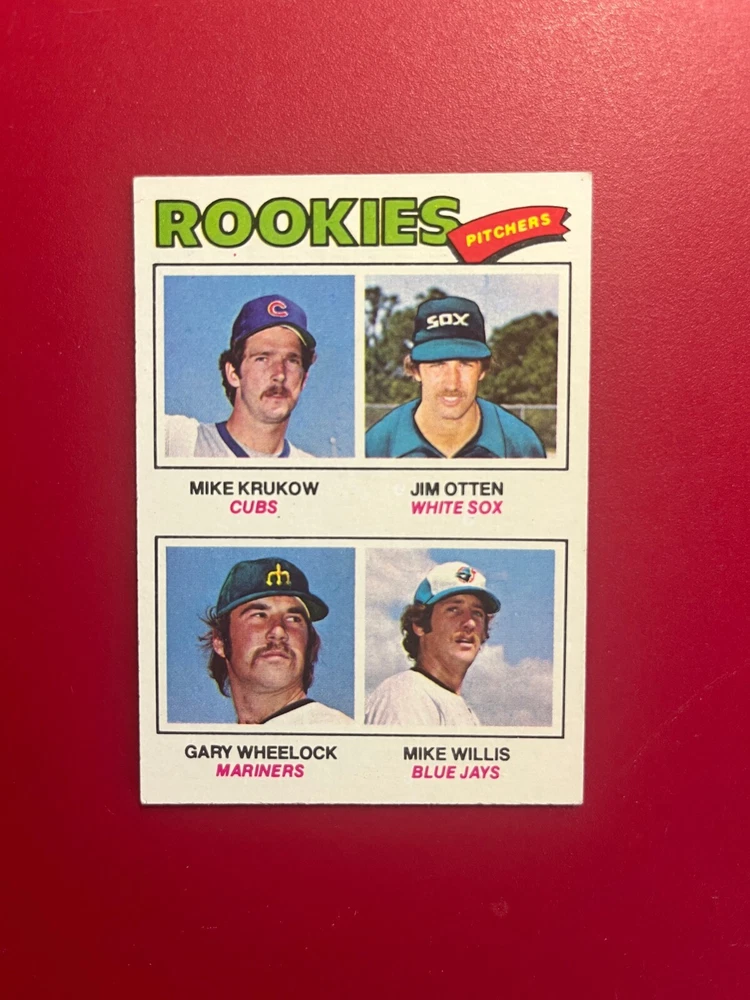 ROOKIES
PITCHERS
C
SOX
MIKE KRUKOW
CUBS
JIM OTTEN
WHITE SOX
GARY WHEELOCK
MARINERS
MIKE WILLIS
BLUE JAYS